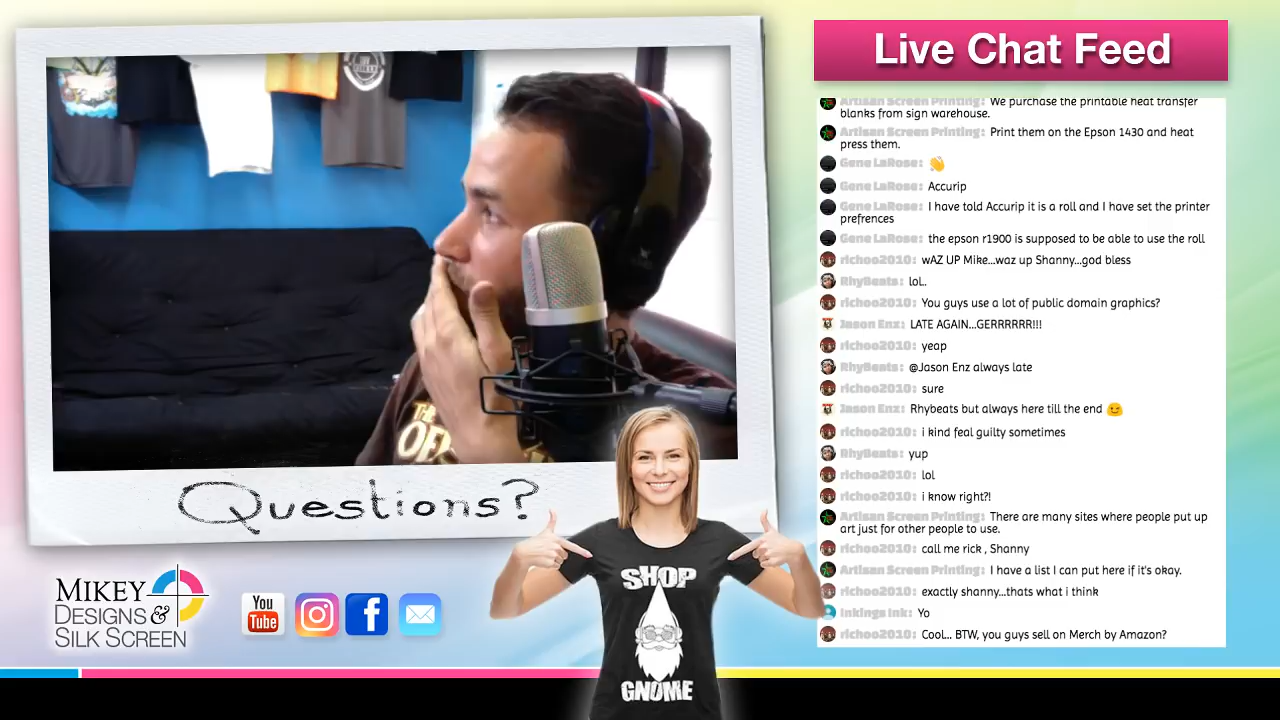 Live Chat Feed
Artisan Screen Printing: We purchase the printable heat transfer
blanks from sign warehouse.
Artisan Screen Printing: Print them on the Epson 1430 and heat
press them.
Gene LaRose: 👋
Gene LaRose: Accurip
Gene LaRose: I have told Accurip it is a roll and I have set the printer
prefrences
Gene LaRose: the epson r1900 is supposed to be able to use the roll
richoo2010: wAZ UP Mike...waz up Shanny...god bless
RhyBeats: lol..
richoo2010: You guys use a lot of public domain graphics?
Jason Enz: LATE AGAIN...GERRRRRR!!!
richoo2010: yeap
RhyBeats: @Jason Enz always late
richoo2010: sure
Jason Enz: Rhybeats but always here till the end 😉
richoo2010: i kind feal guilty sometimes
RhyBeats: yup
richoo2010: lol
richoo2010: i know right?!
Artisan Screen Printing: There are many sites where people put up
art just for other people to use.
richoo2010: call me rick , Shanny
Artisan Screen Printing: I have a list I can put here if it's okay.
richoo2010: exactly shanny...thats what i think
Inkings Ink: Yo
richoo2010: Cool... BTW, you guys sell on Merch by Amazon?
Questions?
MIKEY
DESIGNS &
SILK SCREEN
You
Tube
SHOP
GNOME